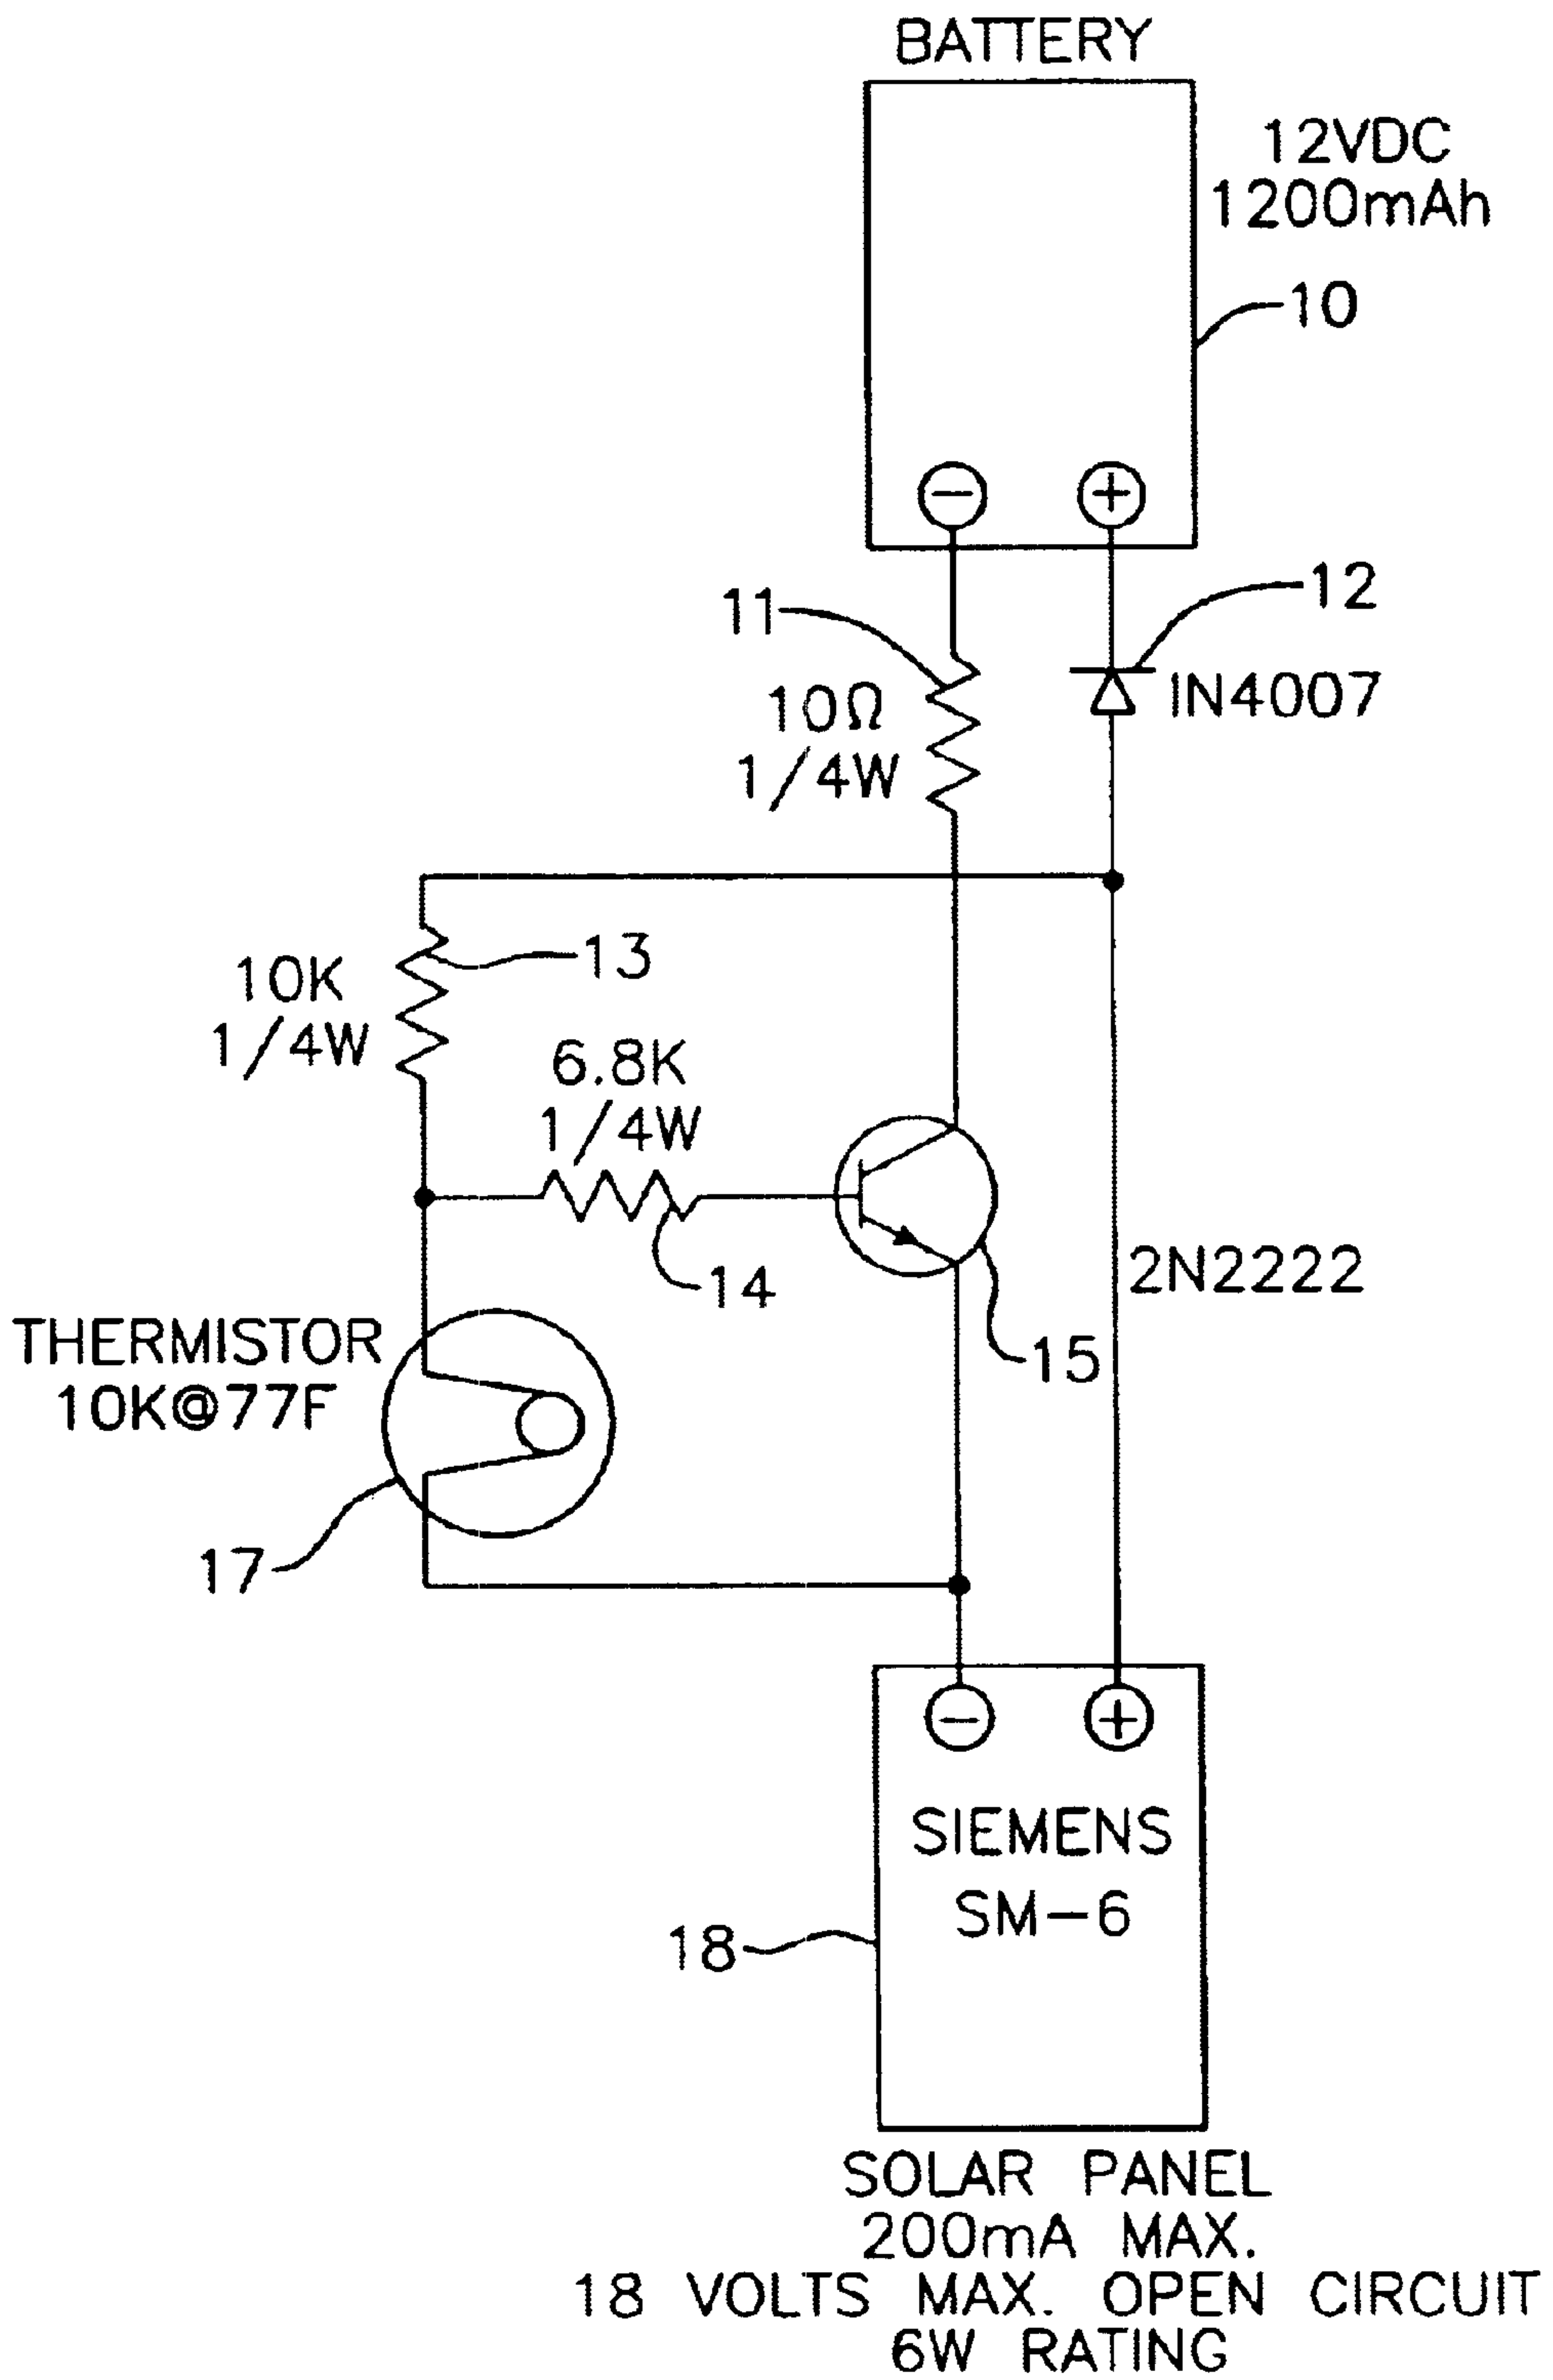 BATTERY
12VDC
1200mAh
10
−
+
12
11
IN4007
10Ω
1/4W
13
10K
1/4W
6.8K
1/4W
14
2N2222
15
THERMISTOR
10K@77F
17
−
+
SIEMENS
SM-6
18
SOLAR PANEL
200mA MAX.
18 VOLTS MAX. OPEN CIRCUIT
6W RATING